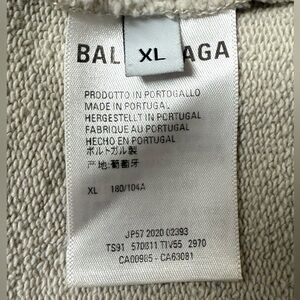 BAL XL AGA
PRODOTTO IN PORTOGALLO
MADE IN PORTUGAL
HERGESTELLT IN PORTUGAL
FABRIQUE AU PORTUGAL
HECHO EN PORTUGAL
ポルトガル製
产地:葡萄牙
XL 180/104A
JP57 2020 02393
TS91 570811 TIV55 2970
CA00985 - CA63081